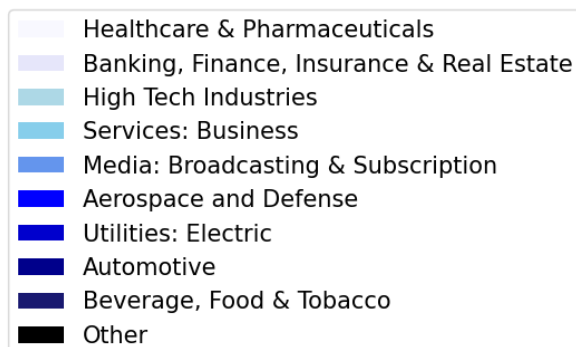 Healthcare & Pharmaceuticals
Banking, Finance, Insurance & Real Estate
High Tech Industries
Services: Business
Media: Broadcasting & Subscription
Aerospace and Defense
Utilities: Electric
Automotive
Beverage, Food & Tobacco
Other